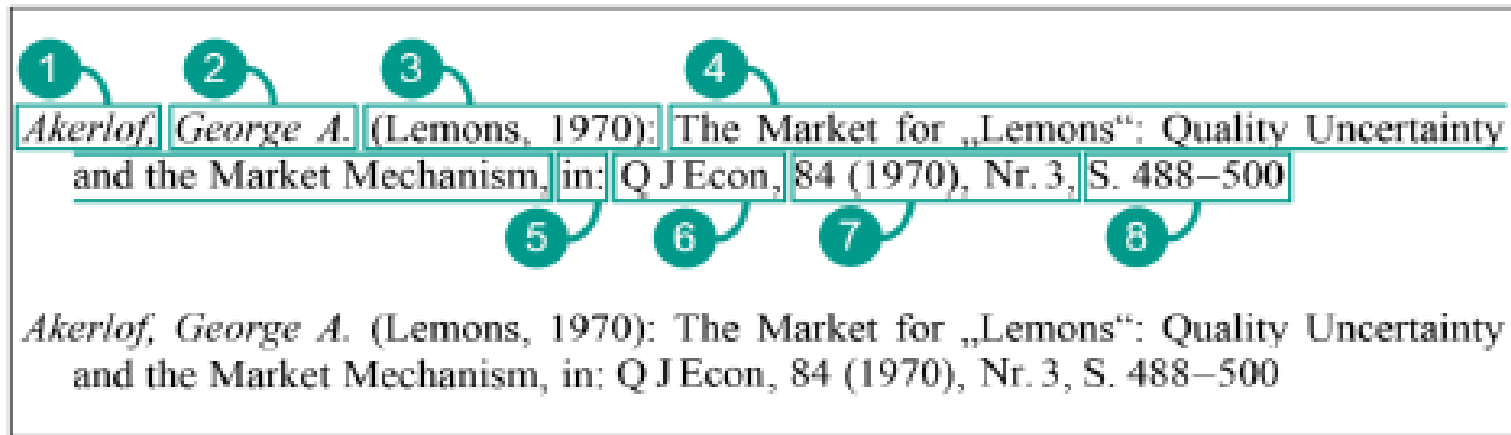 1 2 3 4
Akerlof, George A. (Lemons, 1970): The Market for „Lemons“: Quality Uncertainty
and the Market Mechanism, in: Q J Econ, 84 (1970), Nr. 3, S. 488–500
5 6 7 8
Akerlof, George A. (Lemons, 1970): The Market for „Lemons“: Quality Uncertainty
and the Market Mechanism, in: Q J Econ, 84 (1970), Nr. 3, S. 488–500